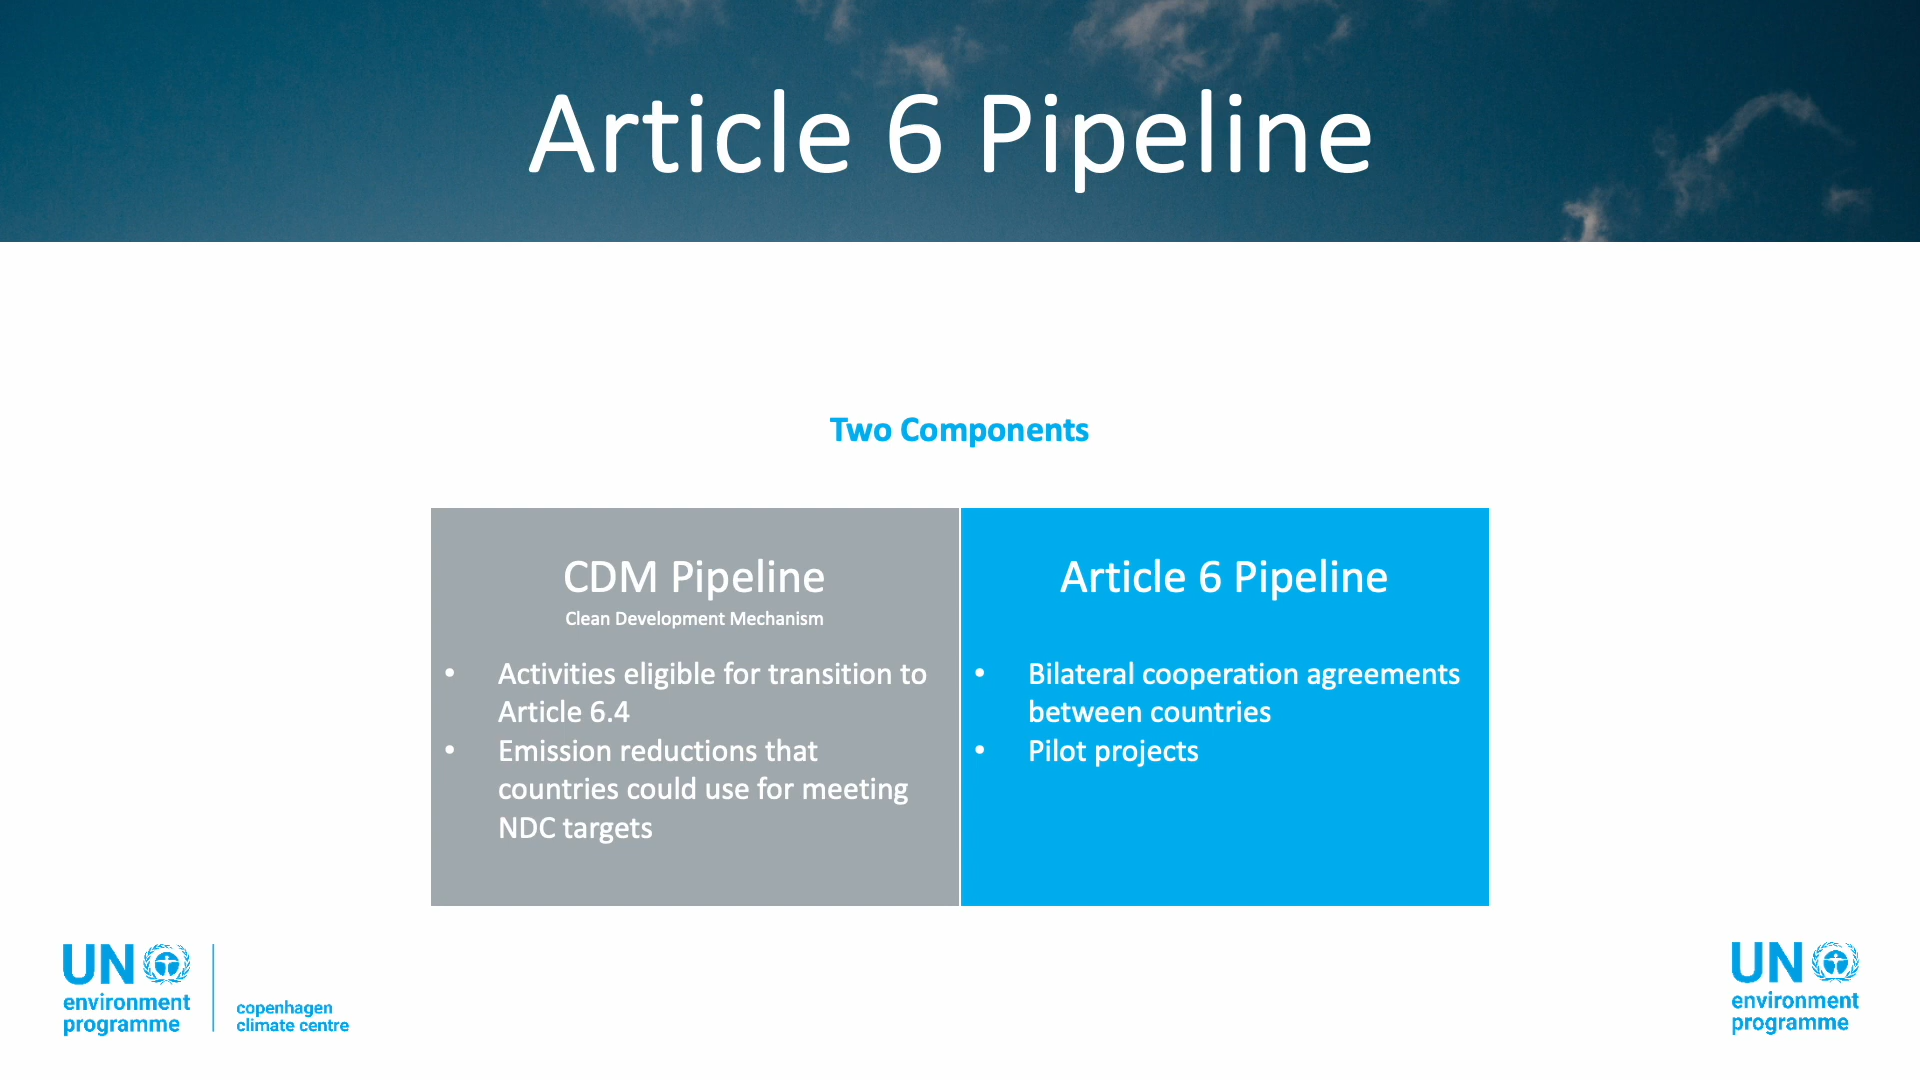 Article 6 Pipeline
Two Components
CDM Pipeline
Clean Development Mechanism
• Activities eligible for transition to
Article 6.4
• Emission reductions that
countries could use for meeting
NDC targets
Article 6 Pipeline
• Bilateral cooperation agreements
between countries
• Pilot projects
UN
environment
programme
copenhagen
climate centre
UN
environment
programme